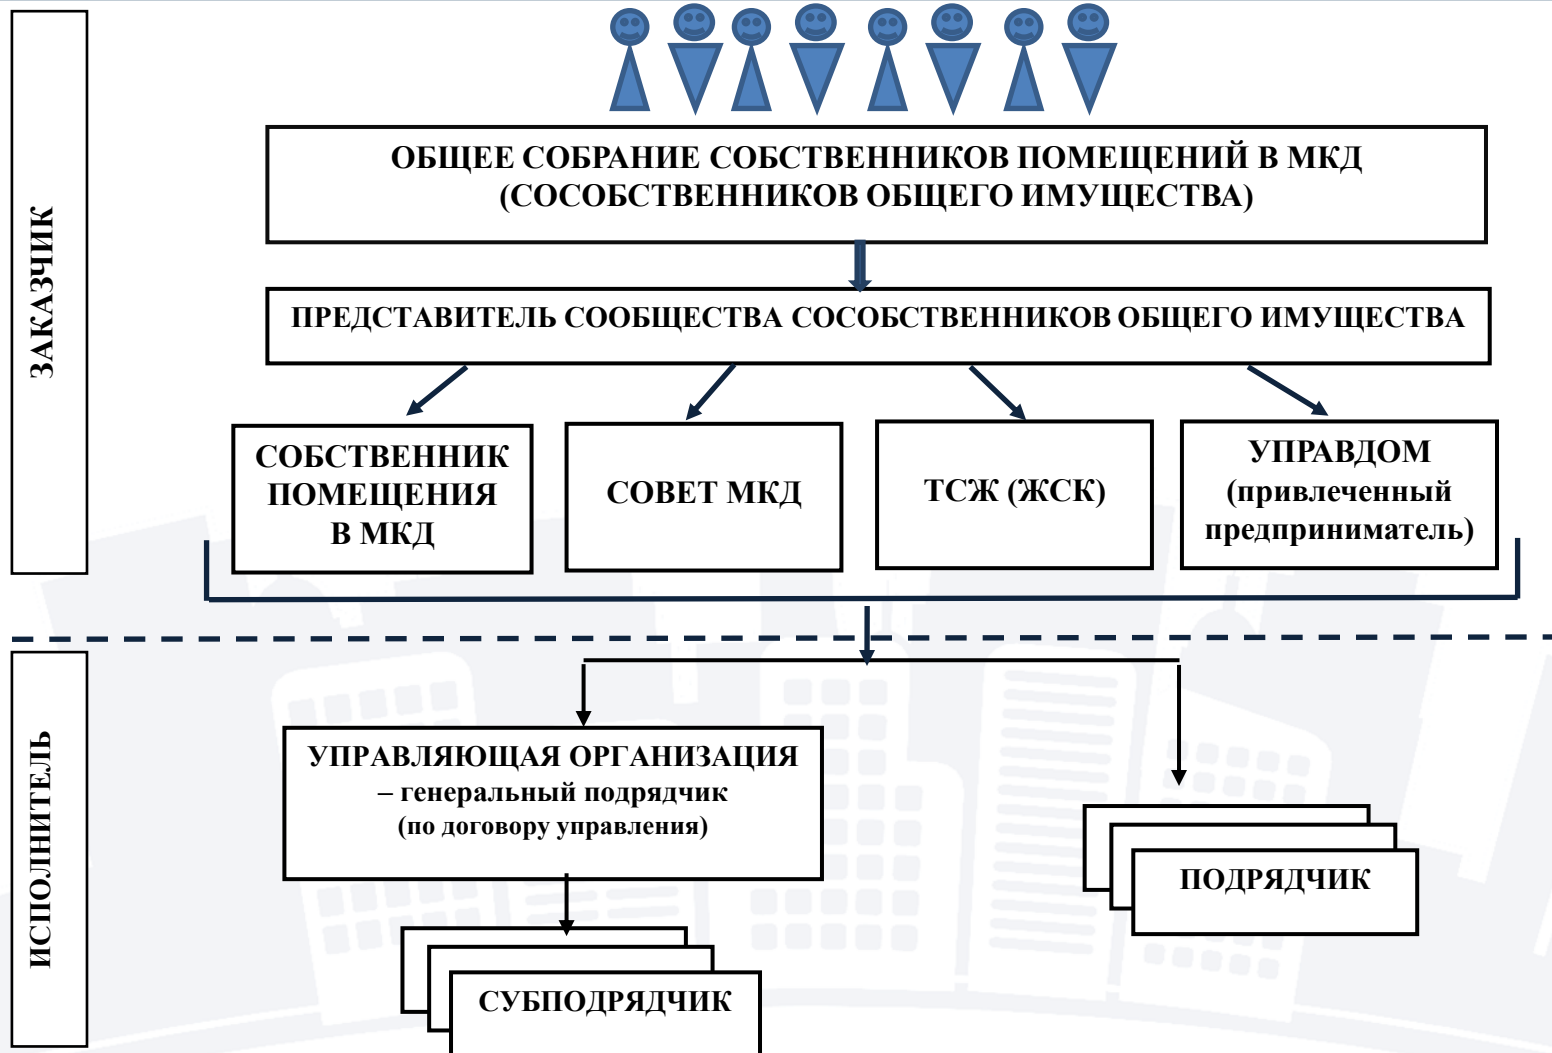 ЗАКАЗЧИК
ОБЩЕЕ СОБРАНИЕ СОБСТВЕННИКОВ ПОМЕЩЕНИЙ В МКД
(СОСОБСТВЕННИКОВ ОБЩЕГО ИМУЩЕСТВА)
ПРЕДСТАВИТЕЛЬ СООБЩЕСТВА СОСОБСТВЕННИКОВ ОБЩЕГО ИМУЩЕСТВА
СОБСТВЕННИК
ПОМЕЩЕНИЯ
В МКД
СОВЕТ МКД
ТСЖ (ЖСК)
УПРАВДОМ
(привлеченный
предприниматель)
ИСПОЛНИТЕЛЬ
УПРАВЛЯЮЩАЯ ОРГАНИЗАЦИЯ
– генеральный подрядчик
(по договору управления)
ПОДРЯДЧИК
СУБПОДРЯДЧИК